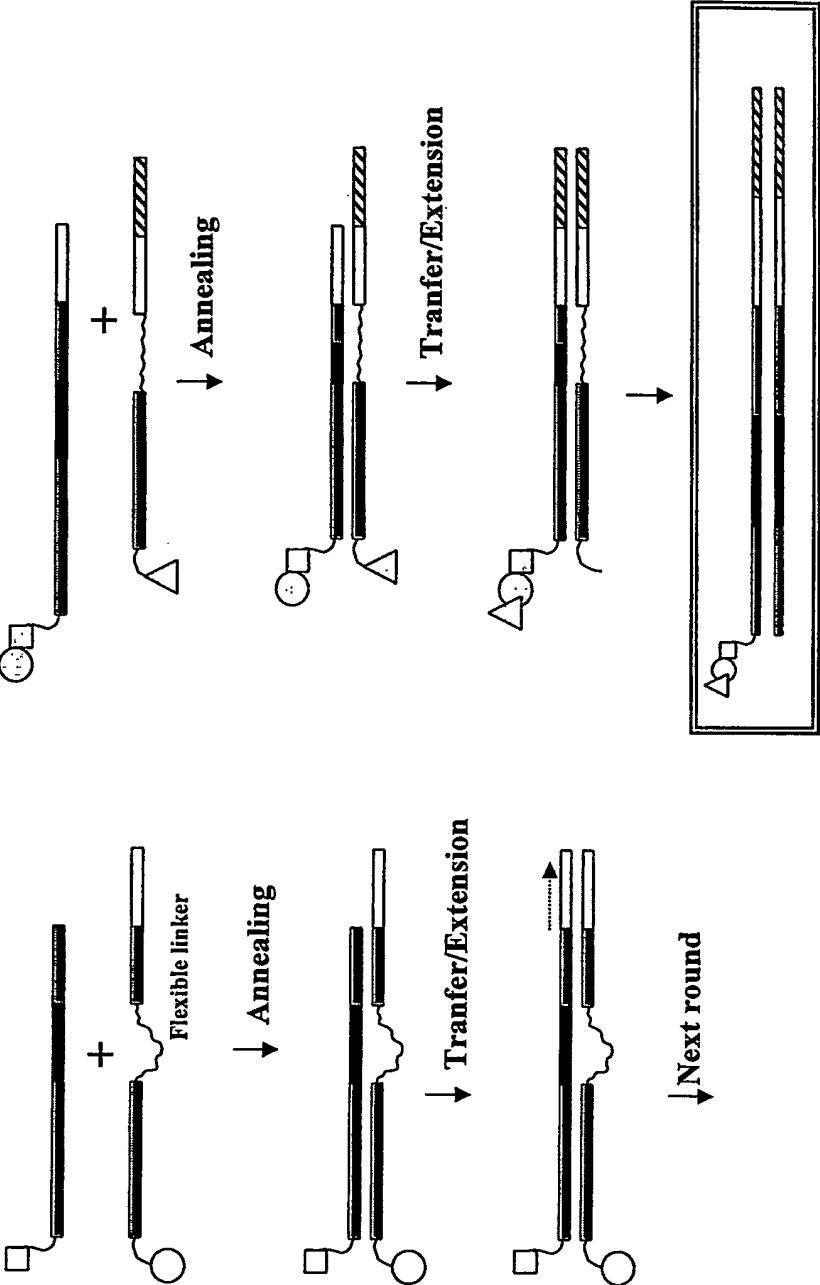 +
Flexible linker
Annealing
Tranfer/Extension
Next round
+
Annealing
Tranfer/Extension